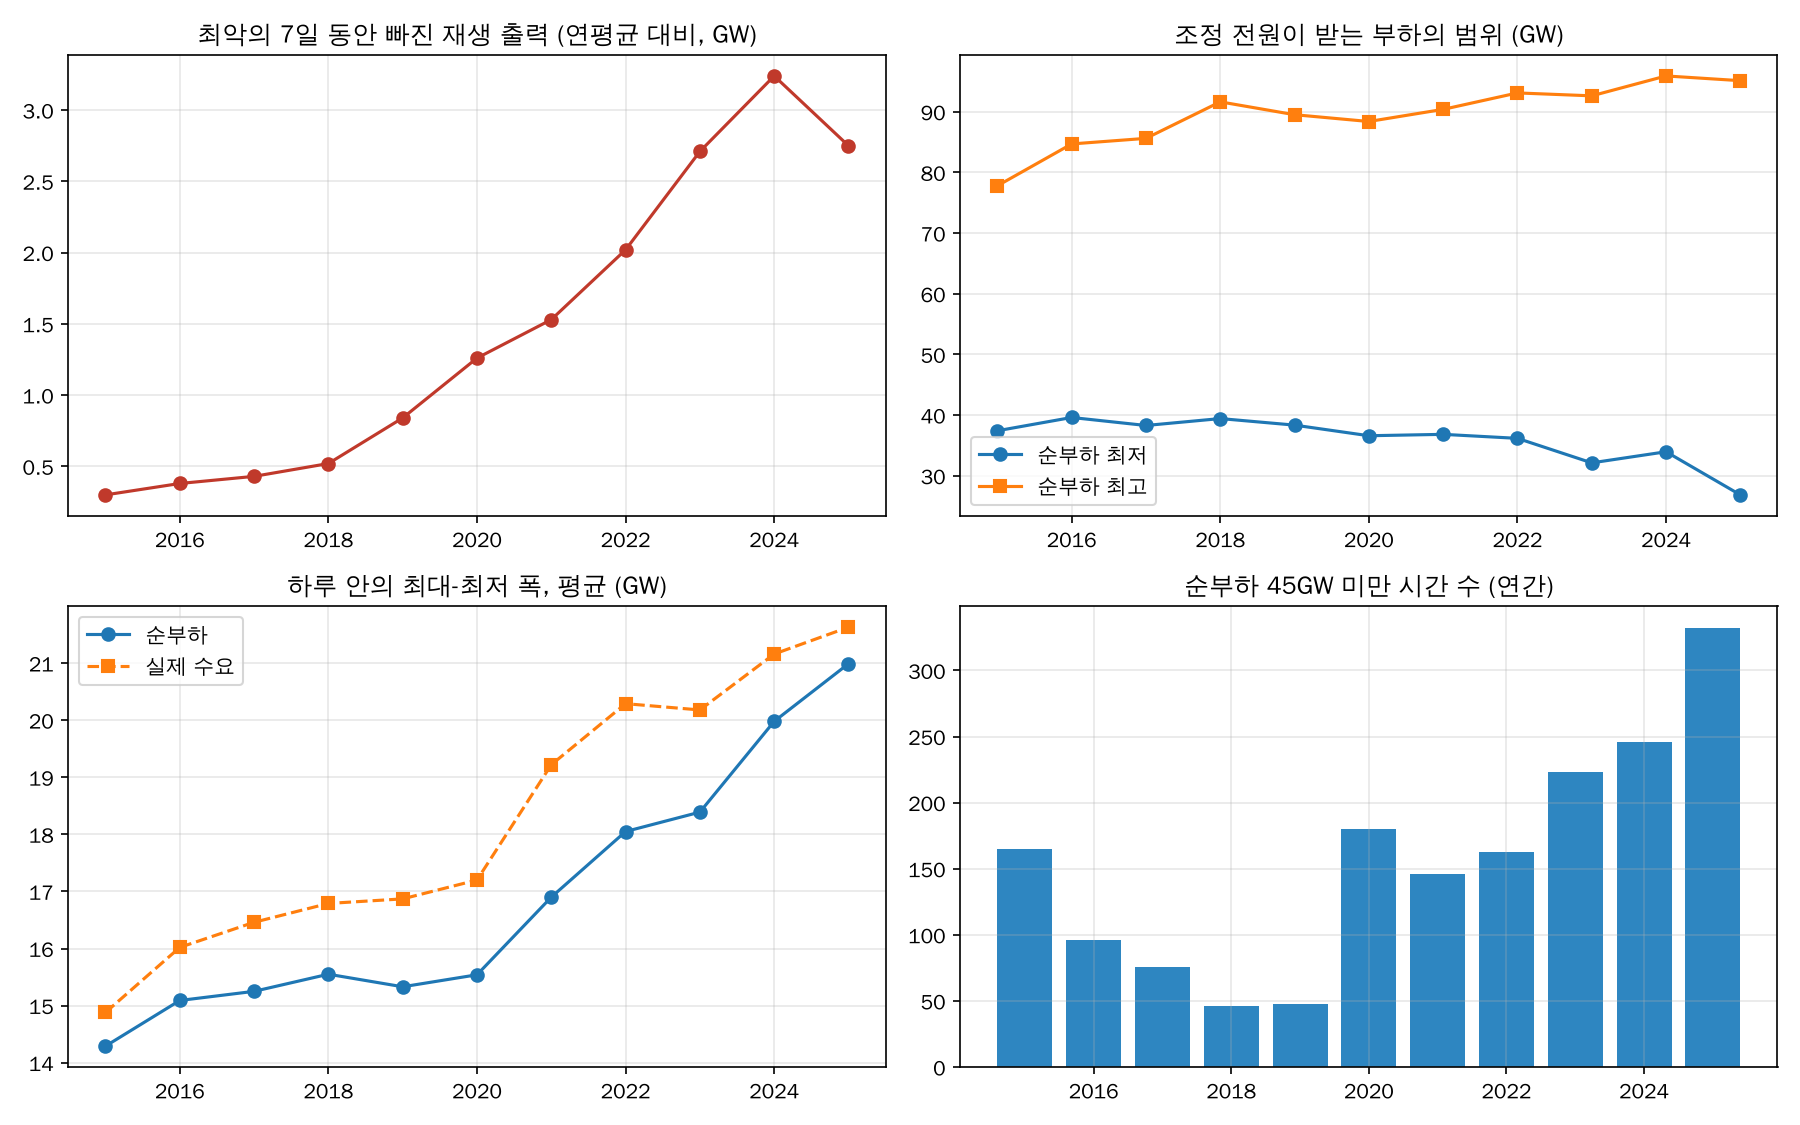 최악의 7일 동안 빠진 재생 출력 (연평균 대비, GW)
3.0
2.5
2.0
1.5
1.0
0.5
2016 2018 2020 2022 2024
조정 전원이 받는 부하의 범위 (GW)
90
80
70
60
50
40
30
순부하 최저
순부하 최고
2016 2018 2020 2022 2024
하루 안의 최대-최저 폭, 평균 (GW)
순부하
실제 수요
21
20
19
18
17
16
15
14
2016 2018 2020 2022 2024
순부하 45GW 미만 시간 수 (연간)
300
250
200
150
100
50
0
2016 2018 2020 2022 2024